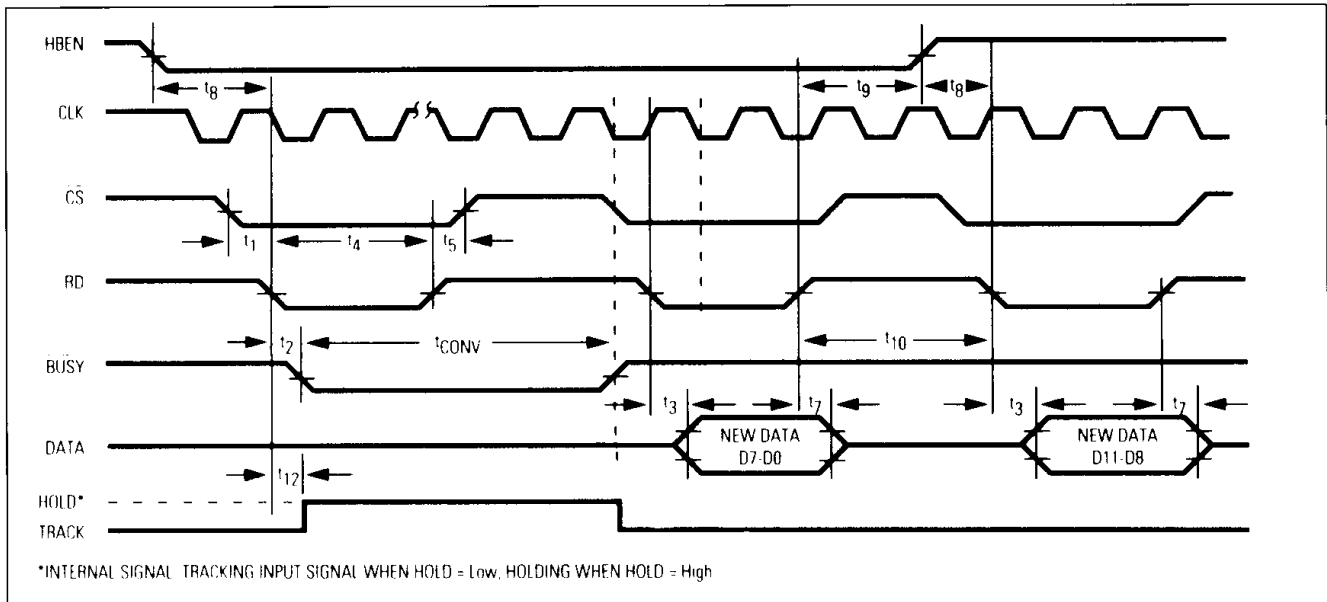 HBEN
t8
t9
t8
CLK
CS
t1
t4
t5
RD
t2
tCONV
t10
BUSY
t3
t7
t3
t7
DATA
NEW DATA
D7-D0
NEW DATA
D11-D8
t12
HOLD*
TRACK
*INTERNAL SIGNAL TRACKING INPUT SIGNAL WHEN HOLD = Low, HOLDING WHEN HOLD = High